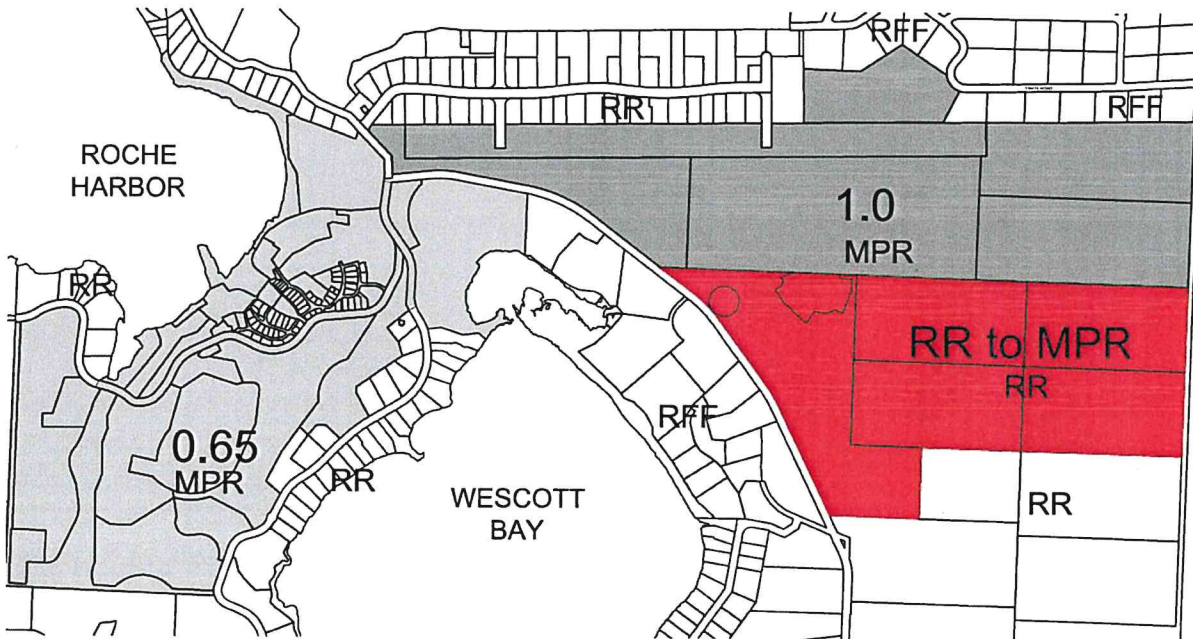 RFF
RR
RFF
ROCHE
HARBOR
1.0
MPR
RR
RR to MPR
RR
RFF
0.65
MPR
RR
WESCOTT
BAY
RR